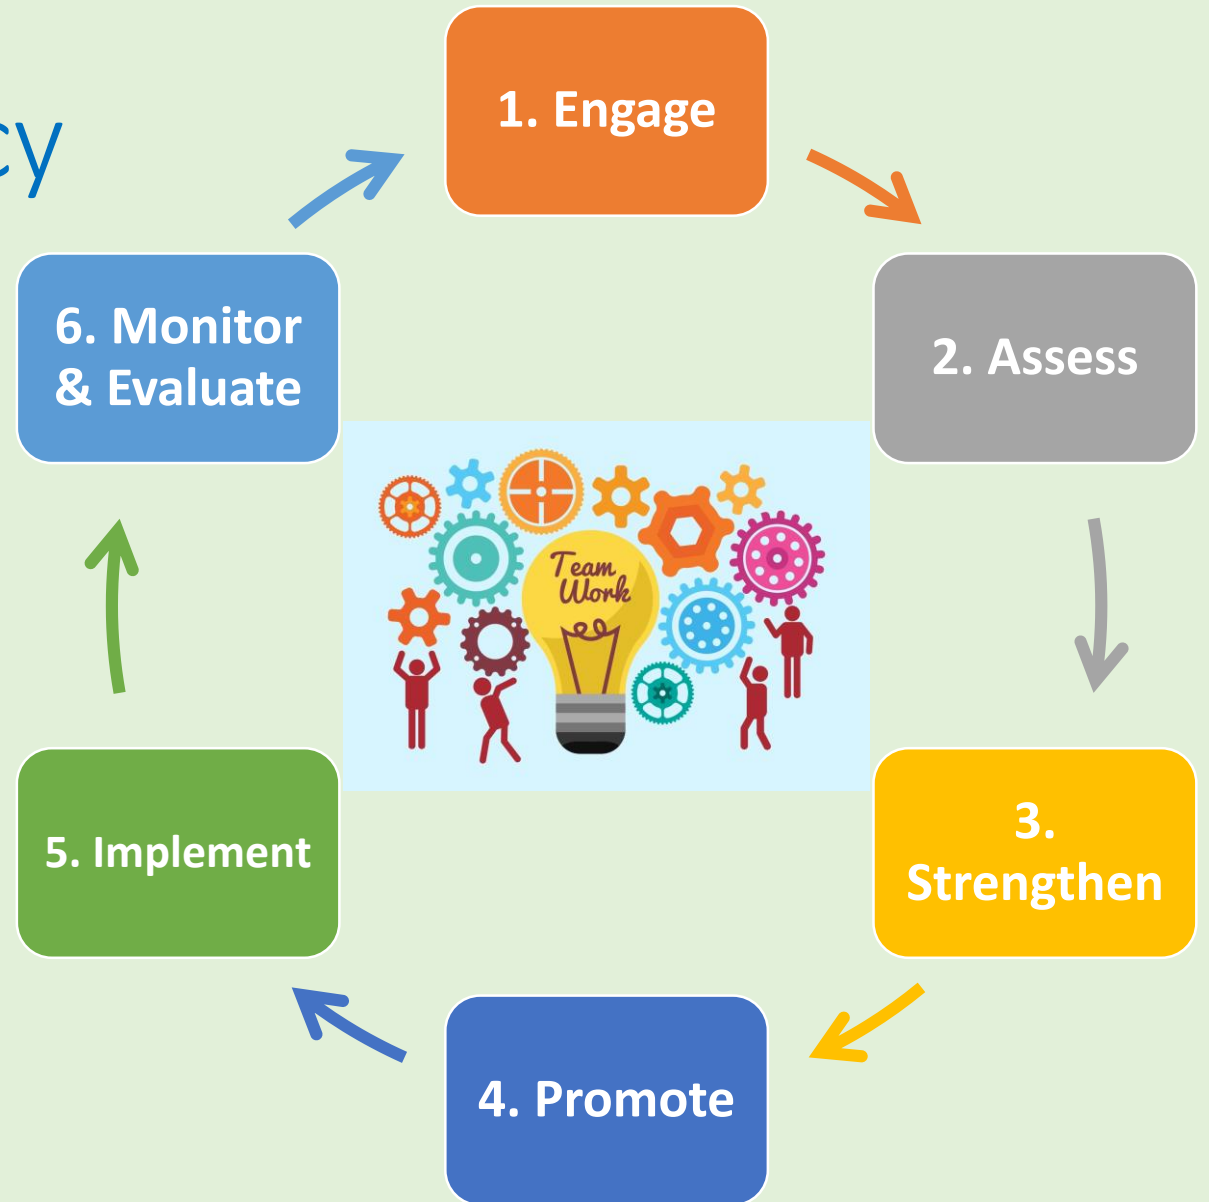 cy
1. Engage
2. Assess
3.
Strengthen
4. Promote
5. Implement
6. Monitor
& Evaluate
Team
Work